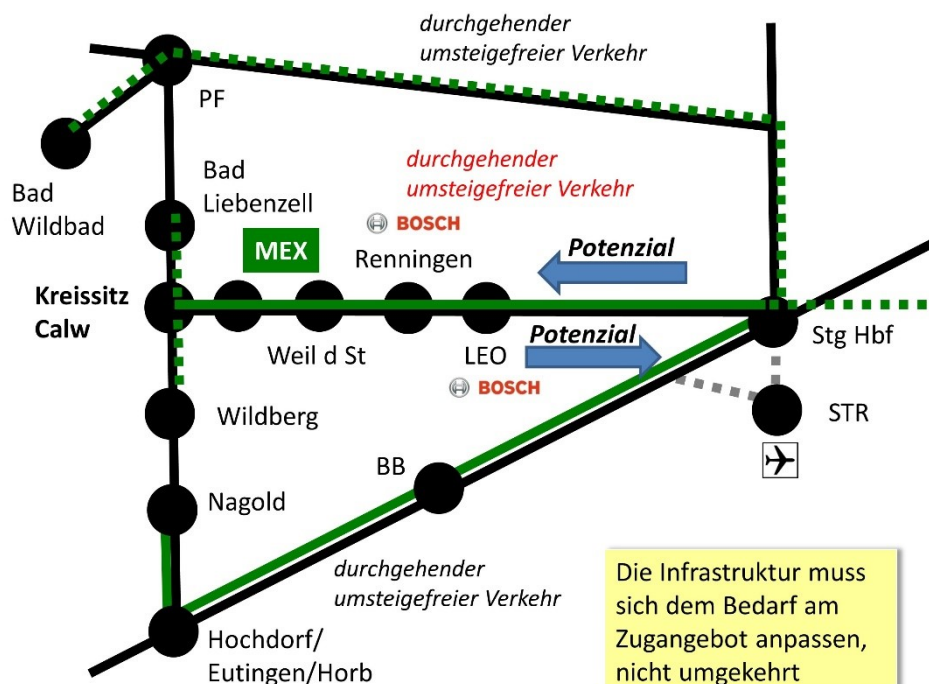 durchgehender
umsteigefreier Verkehr
PF
Bad
Wildbad
Bad
Liebenzell
durchgehender
umsteigefreier Verkehr
BOSCH
MEX
Renningen
Potenzial
Kreissitz
Calw
Weil d St
LEO
Potenzial
Stg Hbf
BOSCH
Wildberg
STR
BB
Nagold
durchgehender
umsteigefreier Verkehr
Hochdorf/
Eutingen/Horb
Die Infrastruktur muss
sich dem Bedarf am
Zugangebot anpassen,
nicht umgekehrt